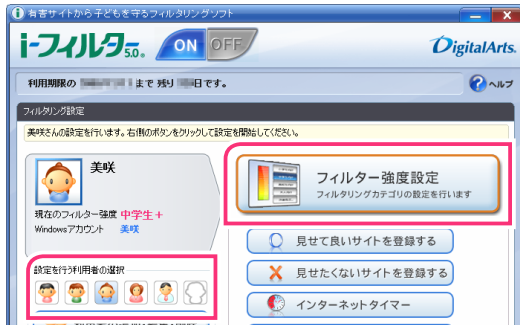 有害サイトから子どもを守るフィルタリングソフト
i-フィルター5.0. ON OFF
DigitalArts.
利用期限の まで 残り 日です。
ヘルプ
フィルタリング設定
美咲さんの設定を行います。右側のボタンをクリックして設定を開始してください。
美咲
現在のフィルター強度 中学生+
Windowsアカウント 美咲
設定を行う利用者の選択
フィルター強度設定
フィルタリングカテゴリの設定を行います
見せて良いサイトを登録する
見せたくないサイトを登録する
インターネットタイマー